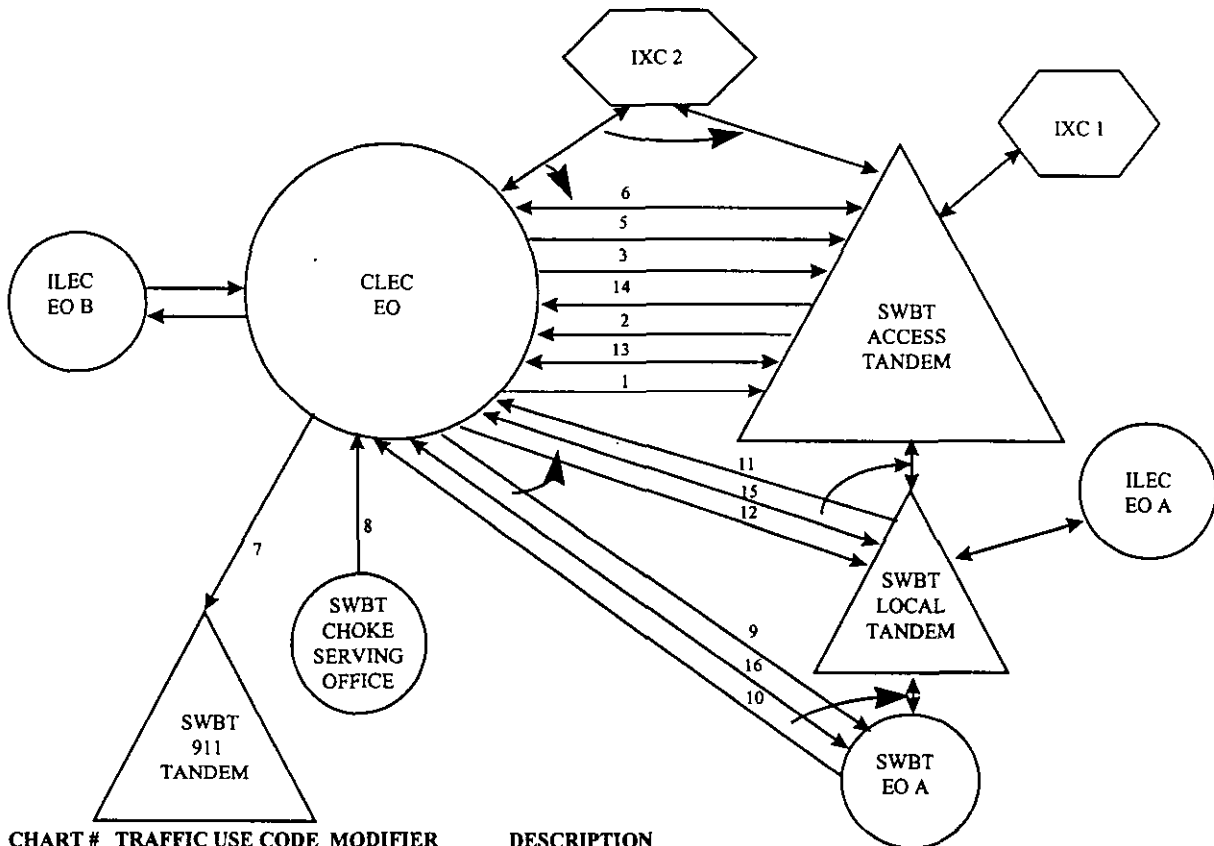 IXC 2
IXC 1
6
5
3
14
2
13
1
ILEC
EO B
CLEC
EO
SWBT
ACCESS
TANDEM
11
15
12
ILEC
EO A
7
8
SWBT
LOCAL
TANDEM
SWBT
CHOKE
SERVING
OFFICE
9
16
10
SWBT
911
TANDEM
SWBT
EO A
CHART # TRAFFIC USE CODE MODIFIER DESCRIPTION